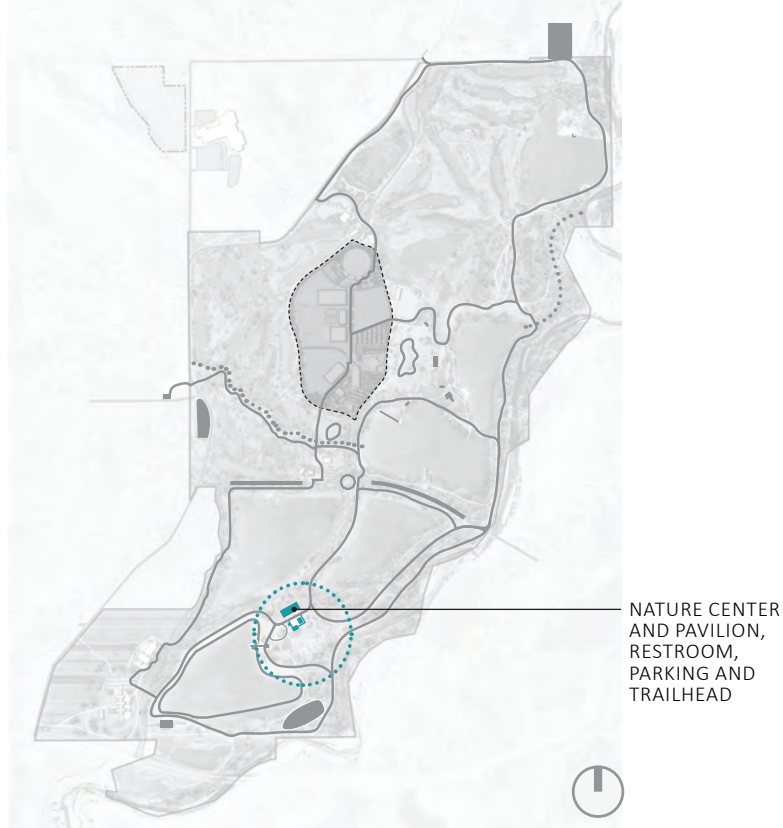 NATURE CENTER
AND PAVILION,
RESTROOM,
PARKING AND
TRAILHEAD